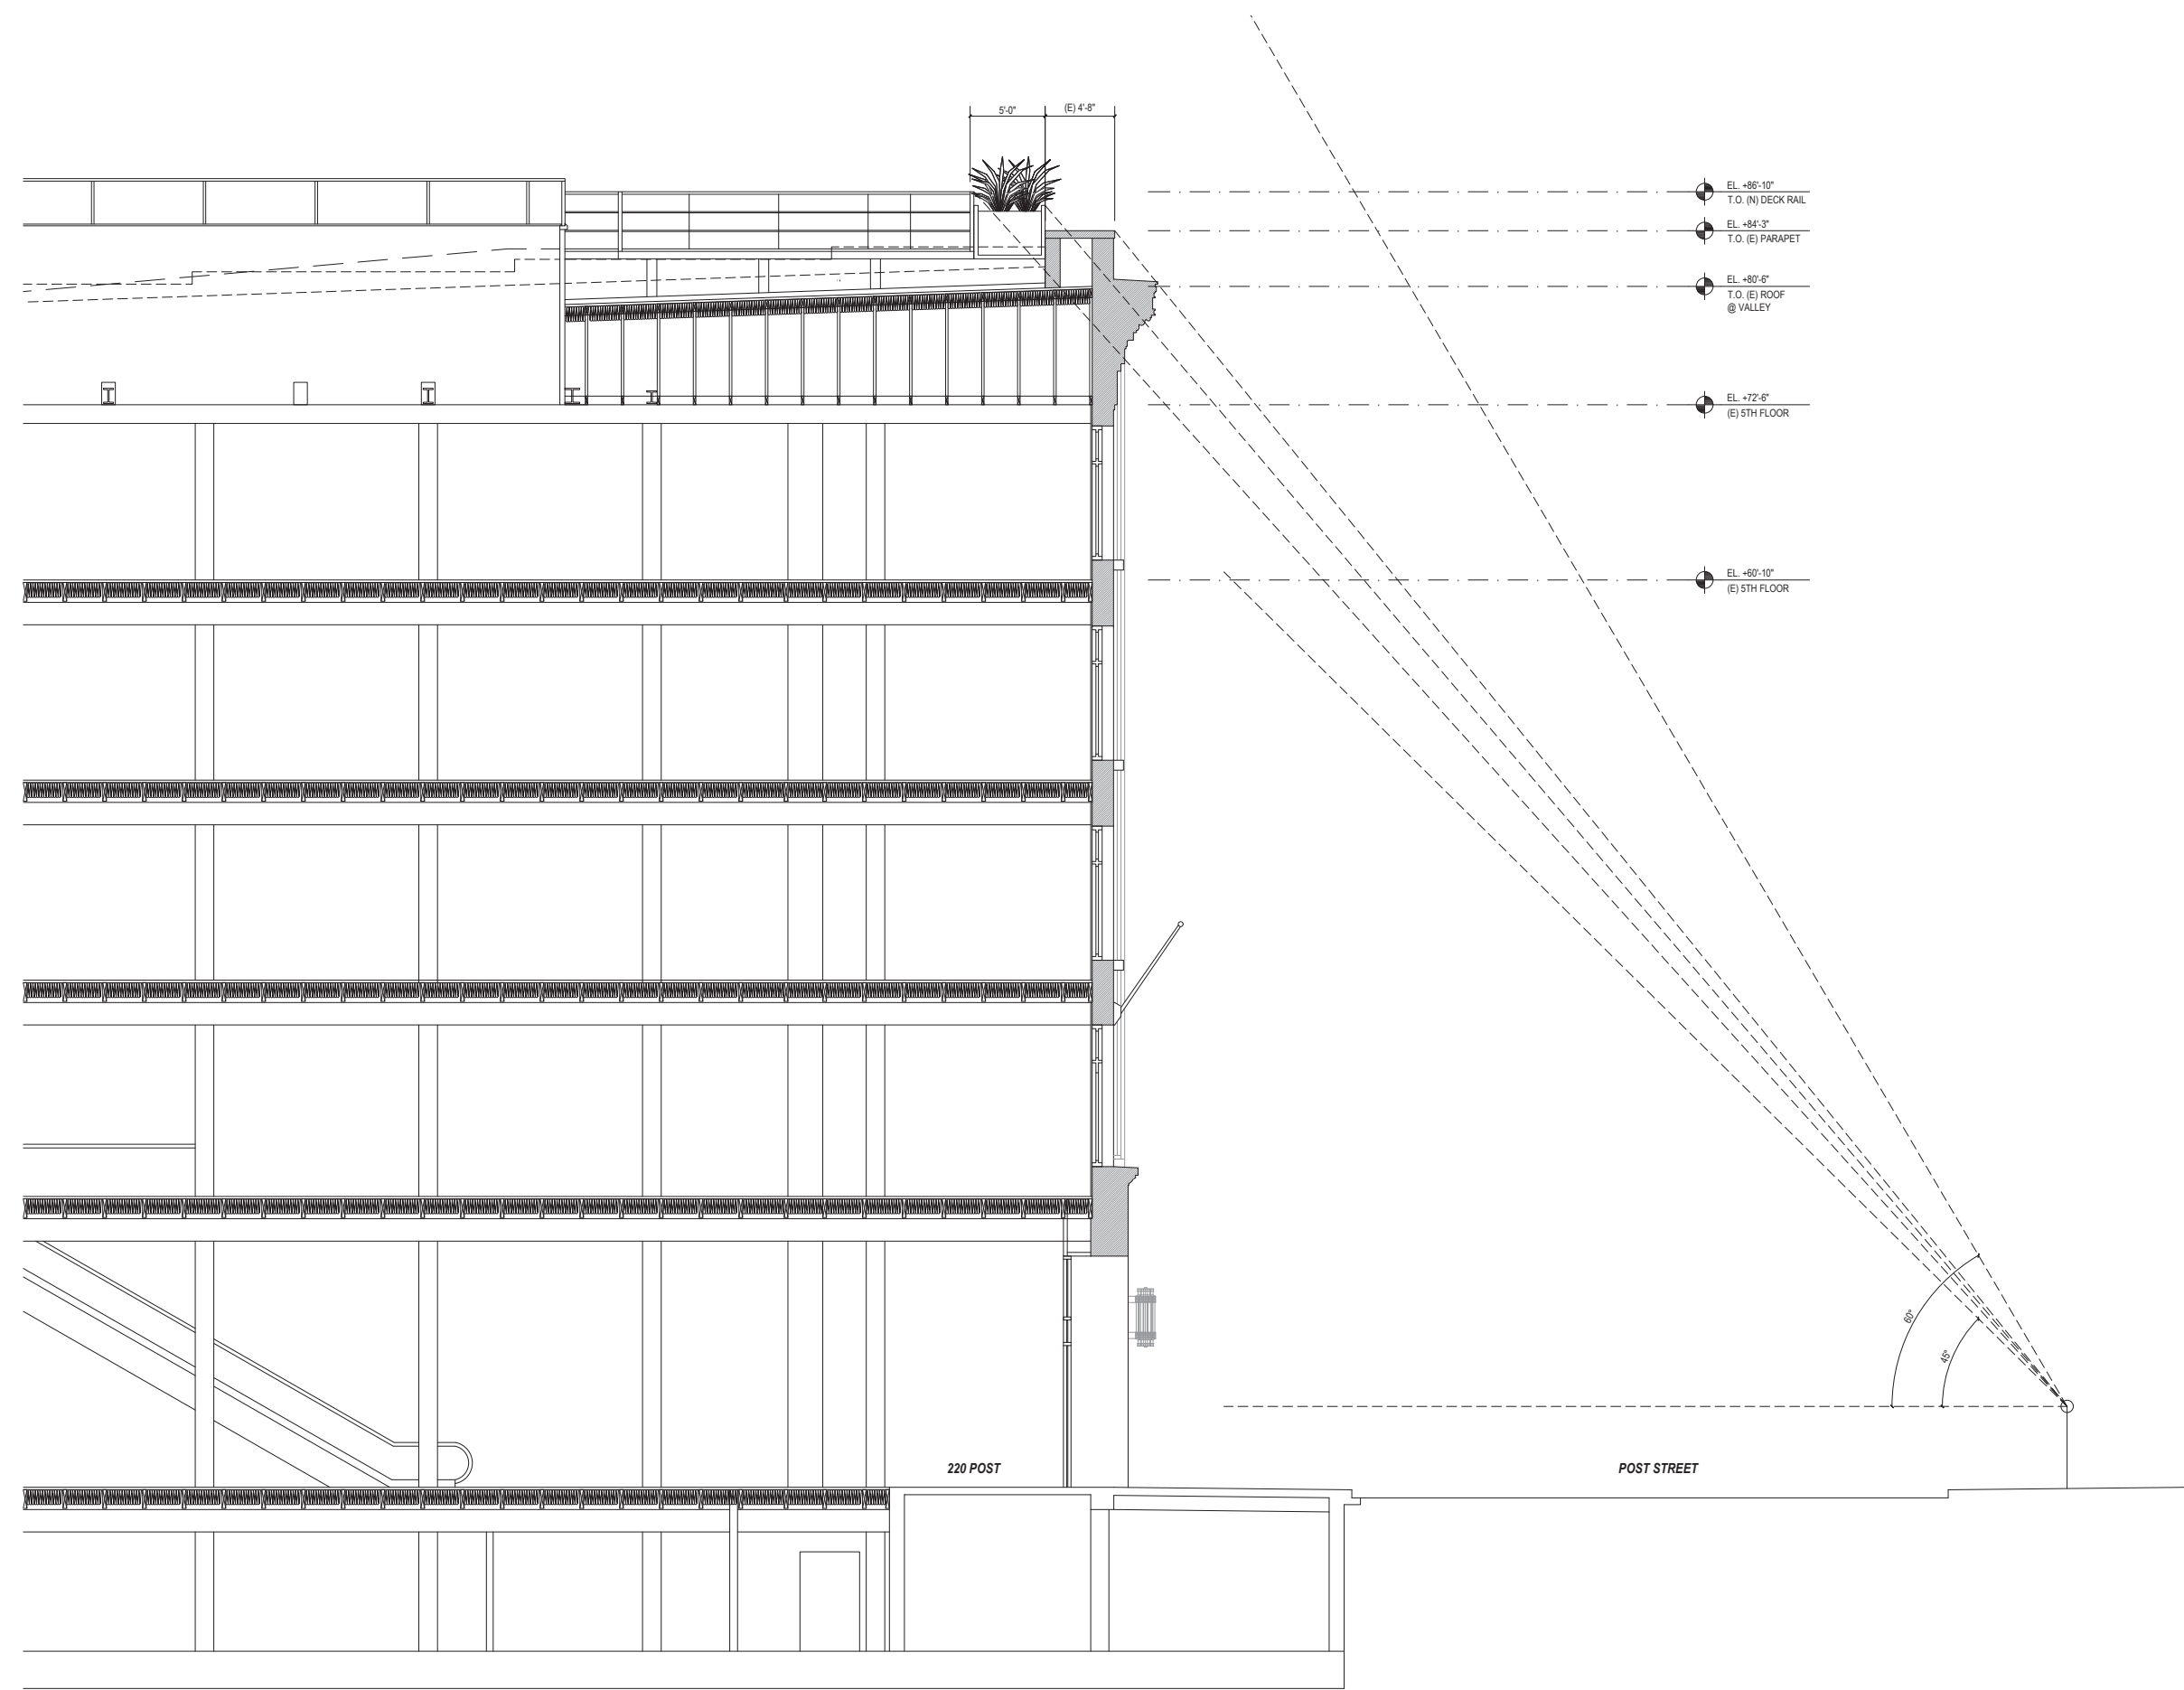 5'-0"
(E) 4'-8"
EL. +86'-10"
T.O. (N) DECK RAIL
EL. +84'-3"
T.O. (E) PARAPET
EL. +80'-6"
T.O. (E) ROOF
@ VALLEY
EL. +72'-6"
(E) 5TH FLOOR
EL. +60'-10"
(E) 5TH FLOOR
60°
45°
220 POST
POST STREET